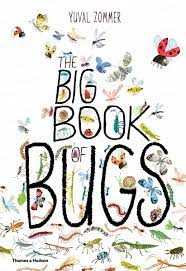 YUVAL ZOMMER
THE
BIG
BOOK
OF
BUGS
Thames & Hudson